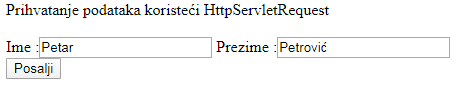 Prihvatanje podataka koristeći HttpServletRequest
Ime :Petar Prezime :Petrović
Posalji